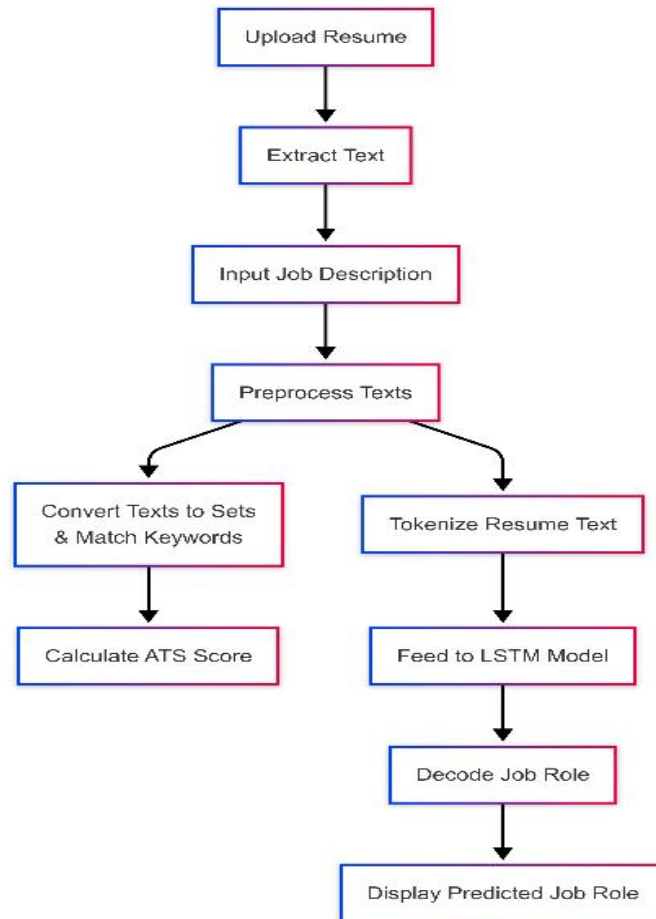 Upload Resume
Extract Text
Input Job Description
Preprocess Texts
Convert Texts to Sets
& Match Keywords
Tokenize Resume Text
Calculate ATS Score
Feed to LSTM Model
Decode Job Role
Display Predicted Job Role